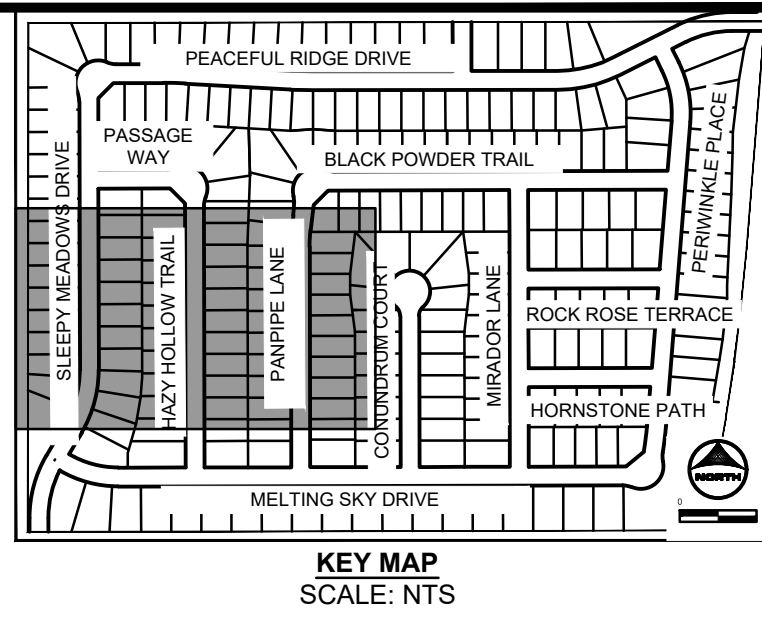 PEACEFUL RIDGE DRIVE
PASSAGE
WAY
BLACK POWDER TRAIL
PERIWINKLE PLACE
SLEEPY MEADOWS DRIVE
HAZY HOLLOW TRAIL
PANPIPE LANE
CONUNDRUM COURT
MIRADOR LANE
ROCK ROSE TERRACE
HORNSTONE PATH
MELTING SKY DRIVE
NORTH
0
KEY MAP
SCALE: NTS